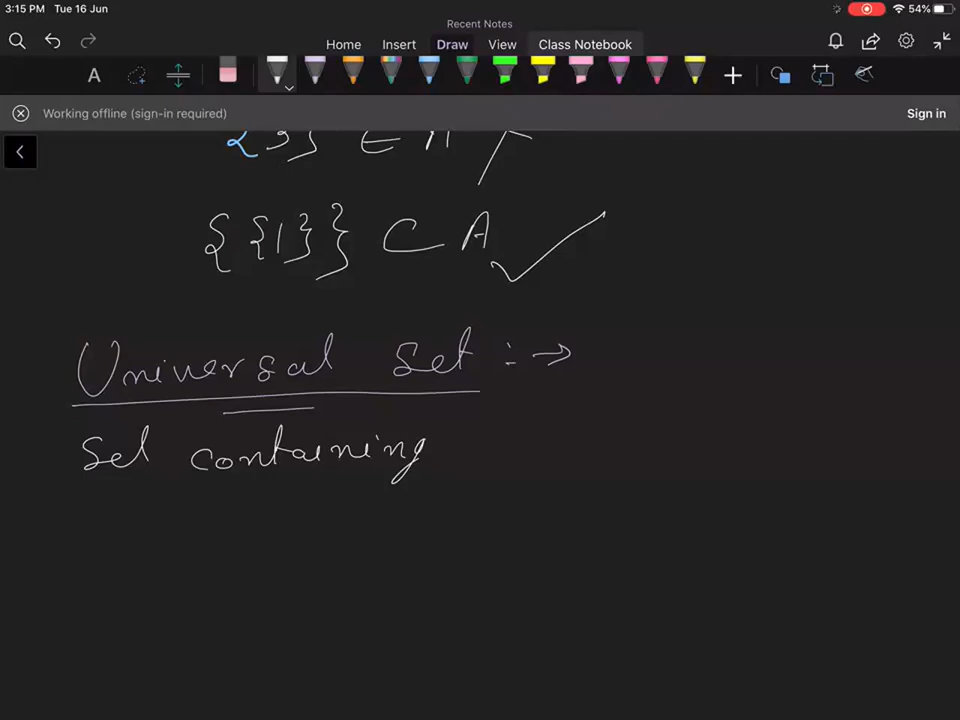 3:15 PM Tue 16 Jun
54%
Recent Notes
Home Insert Draw View Class Notebook
A
Working offline (sign-in required) Sign in
{{1}} ⊂ A ✓
Universal Set :→
Set containing